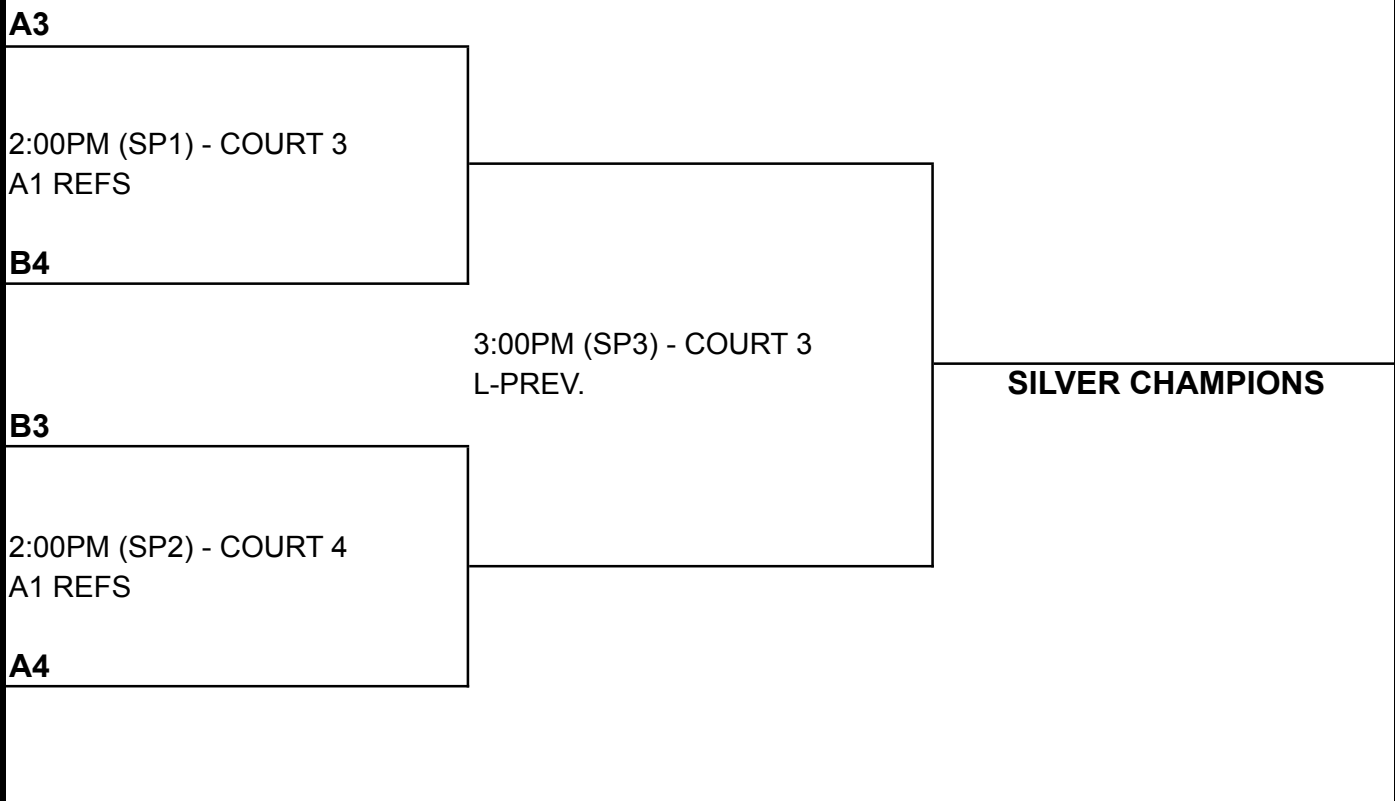 A3
2:00PM (SP1) - COURT 3
A1 REFS
B4
3:00PM (SP3) - COURT 3
L-PREV.
SILVER CHAMPIONS
B3
2:00PM (SP2) - COURT 4
A1 REFS
A4